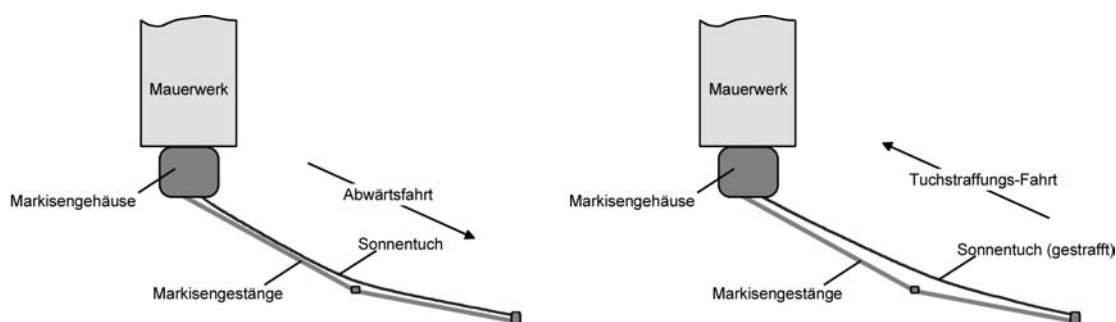 Mauerwerk
Markisengehäuse
Abwärtsfahrt
Sonnentuch
Markisengestänge
Mauerwerk
Markisengehäuse
Tuchstraffungs-Fahrt
Sonnentuch (gestrafft)
Markisengestänge